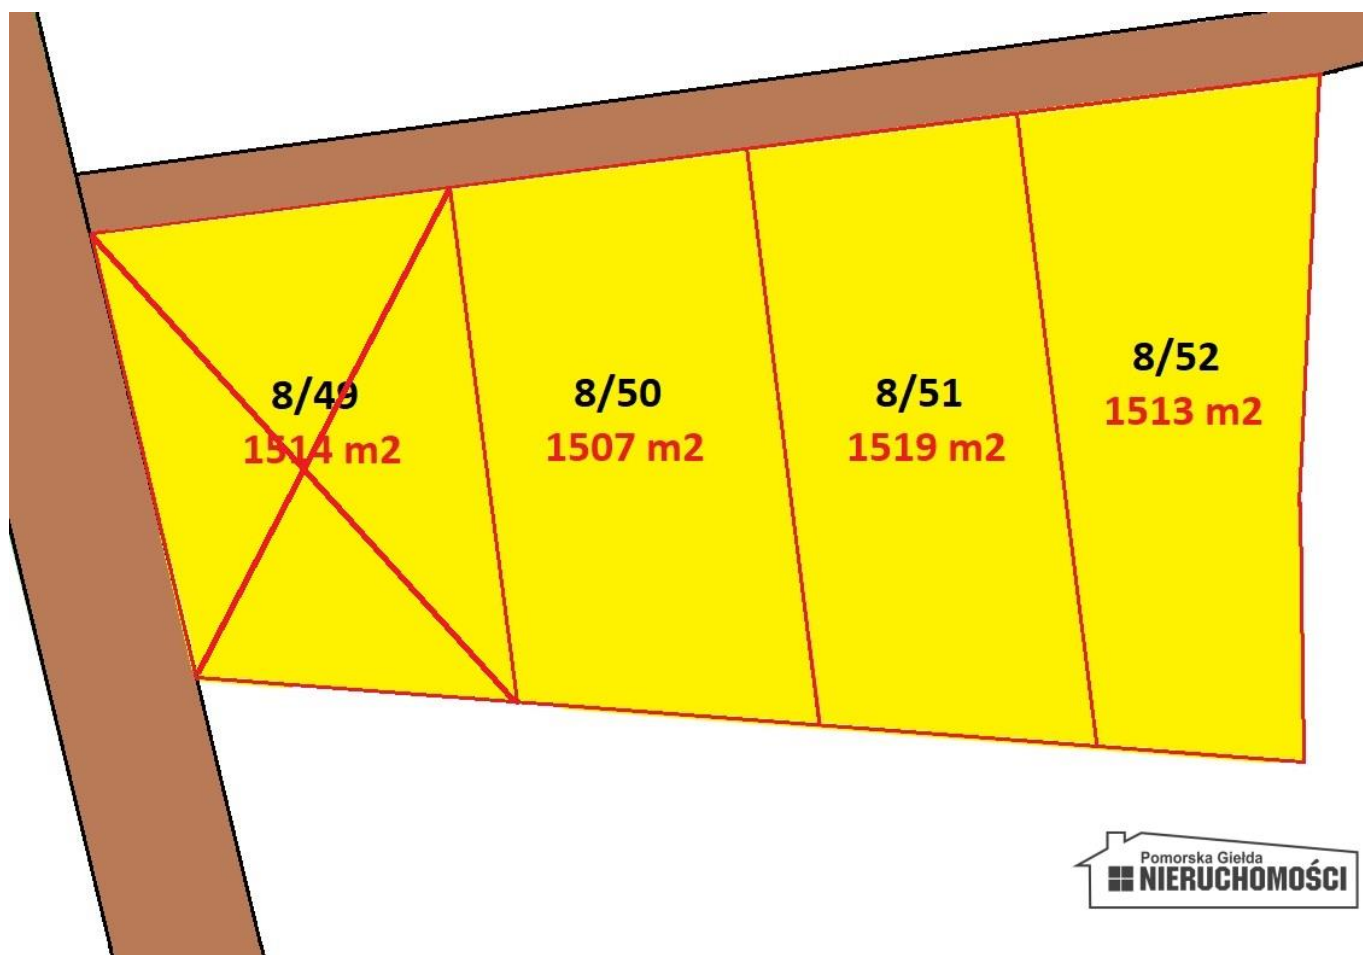 8/49
1514 m2
8/50
1507 m2
8/51
1519 m2
8/52
1513 m2
Pomorska Giełda
NIERUCHOMOŚCI